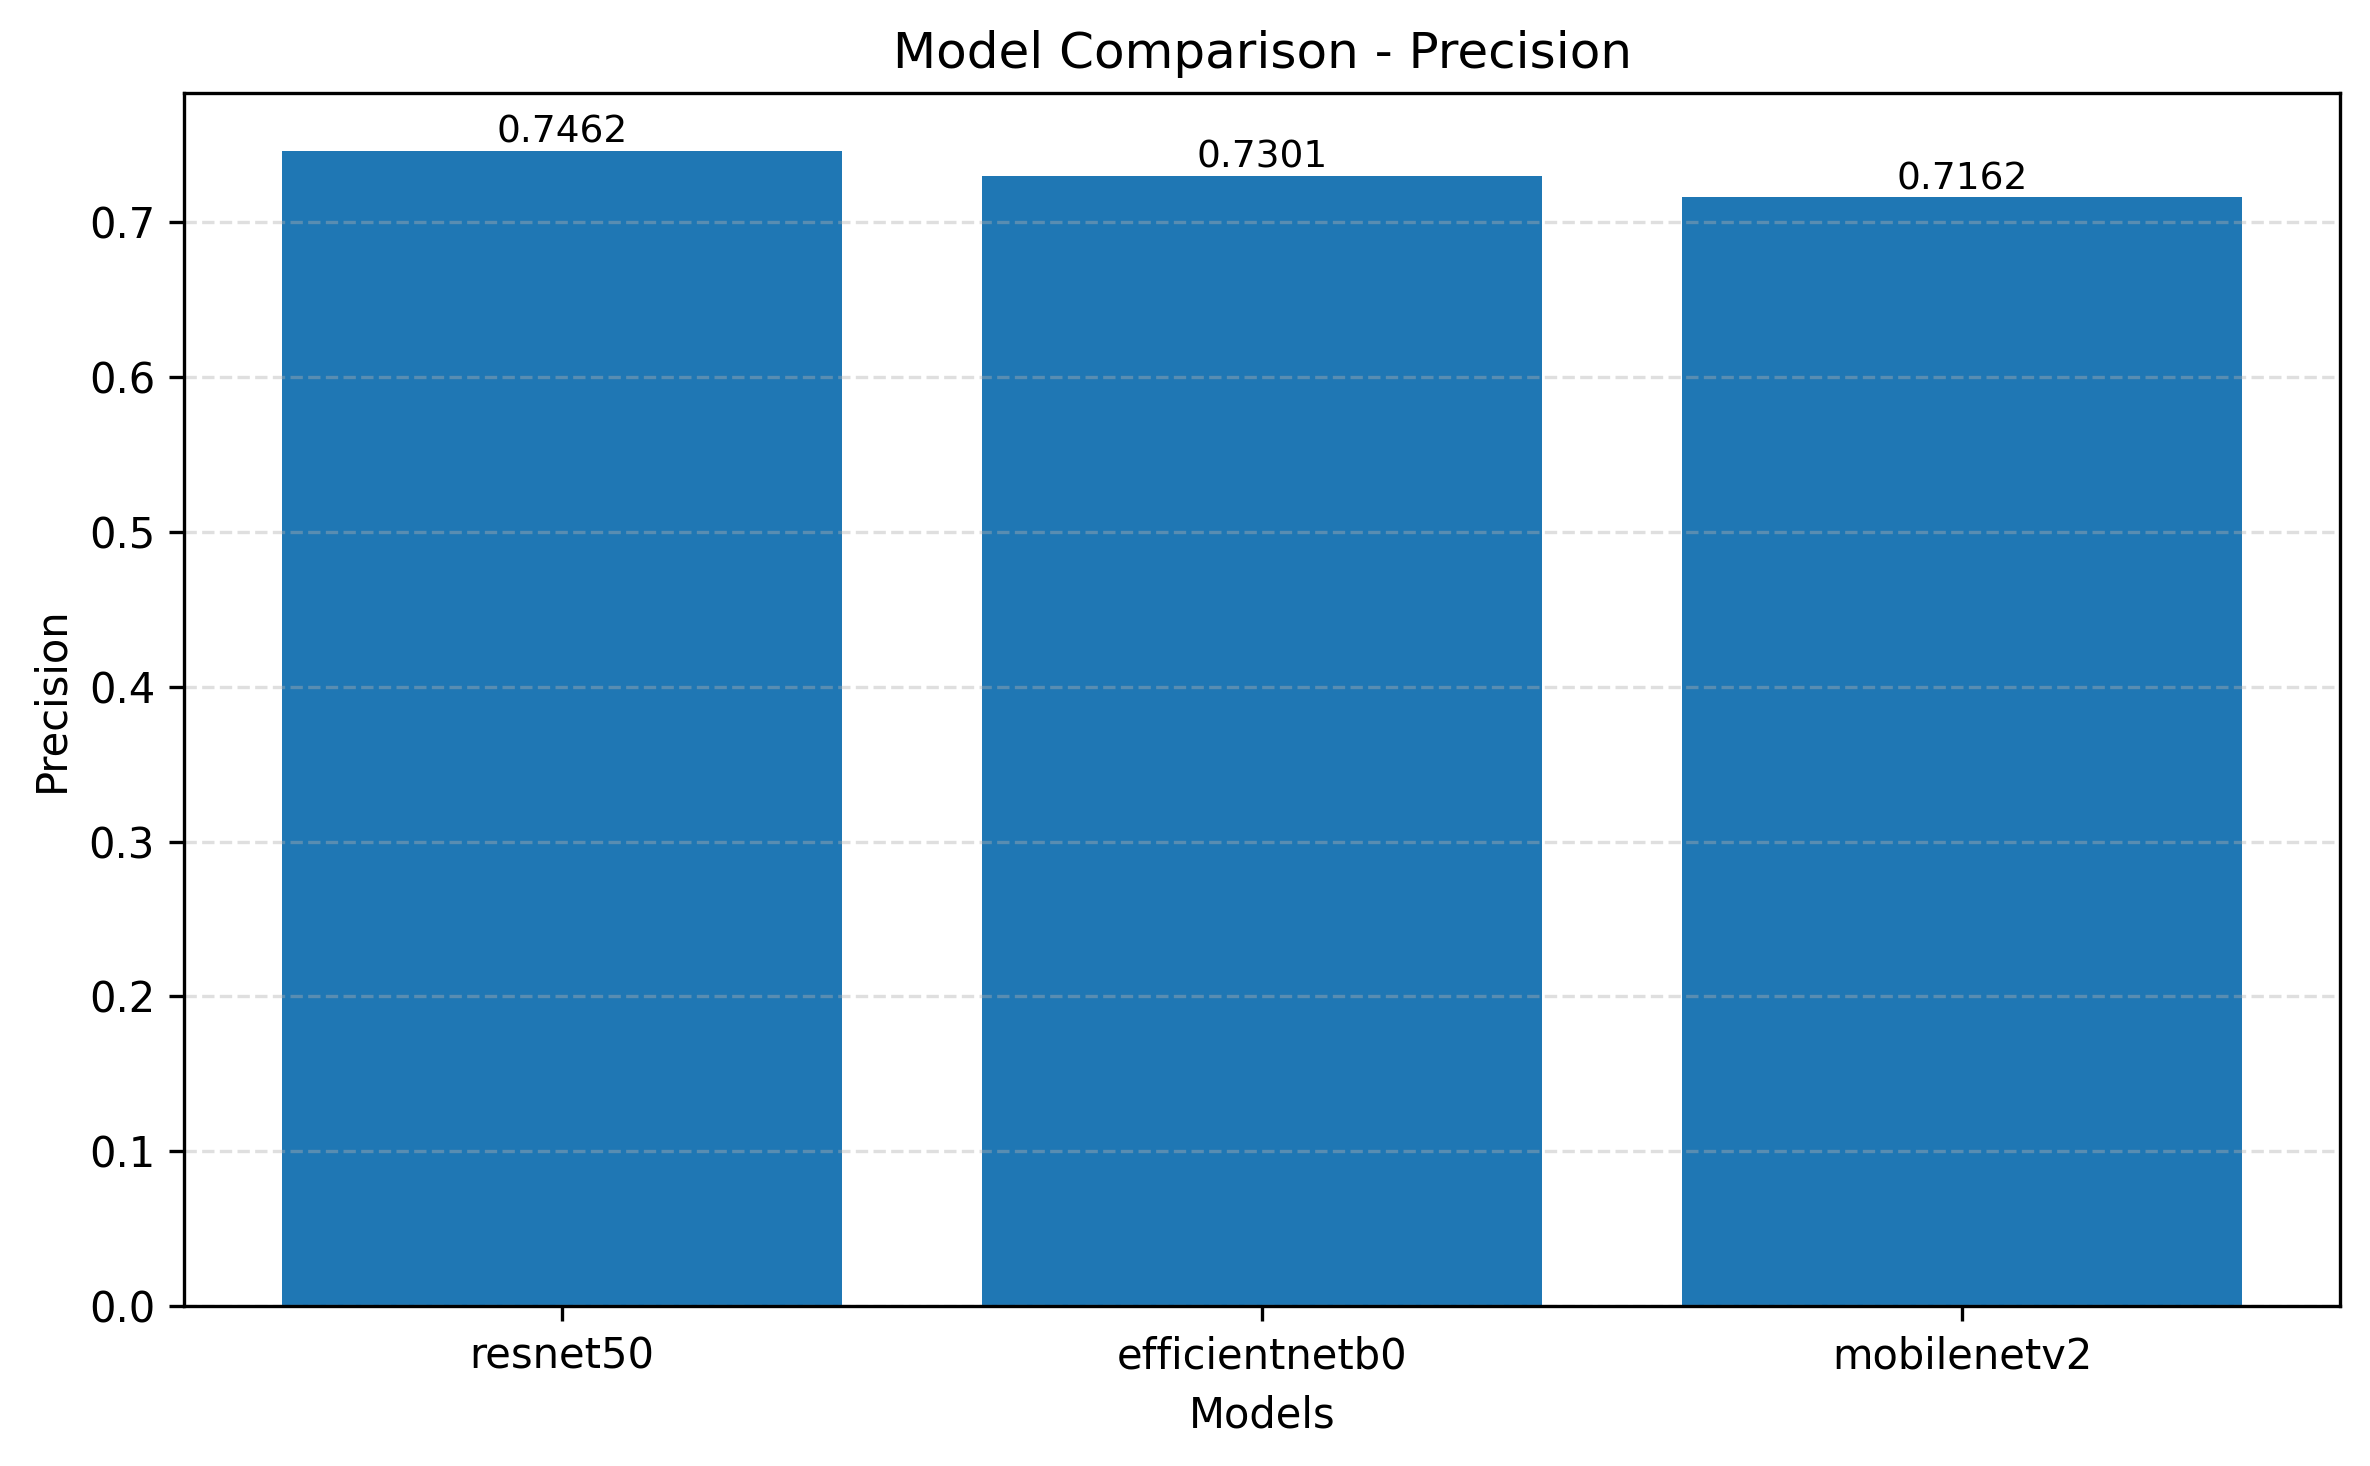 Model Comparison - Precision
0.7462
0.7301
0.7162
0.7
0.6
0.5
0.4
0.3
0.2
0.1
0.0
Precision
resnet50
efficientnetb0
mobilenetv2
Models